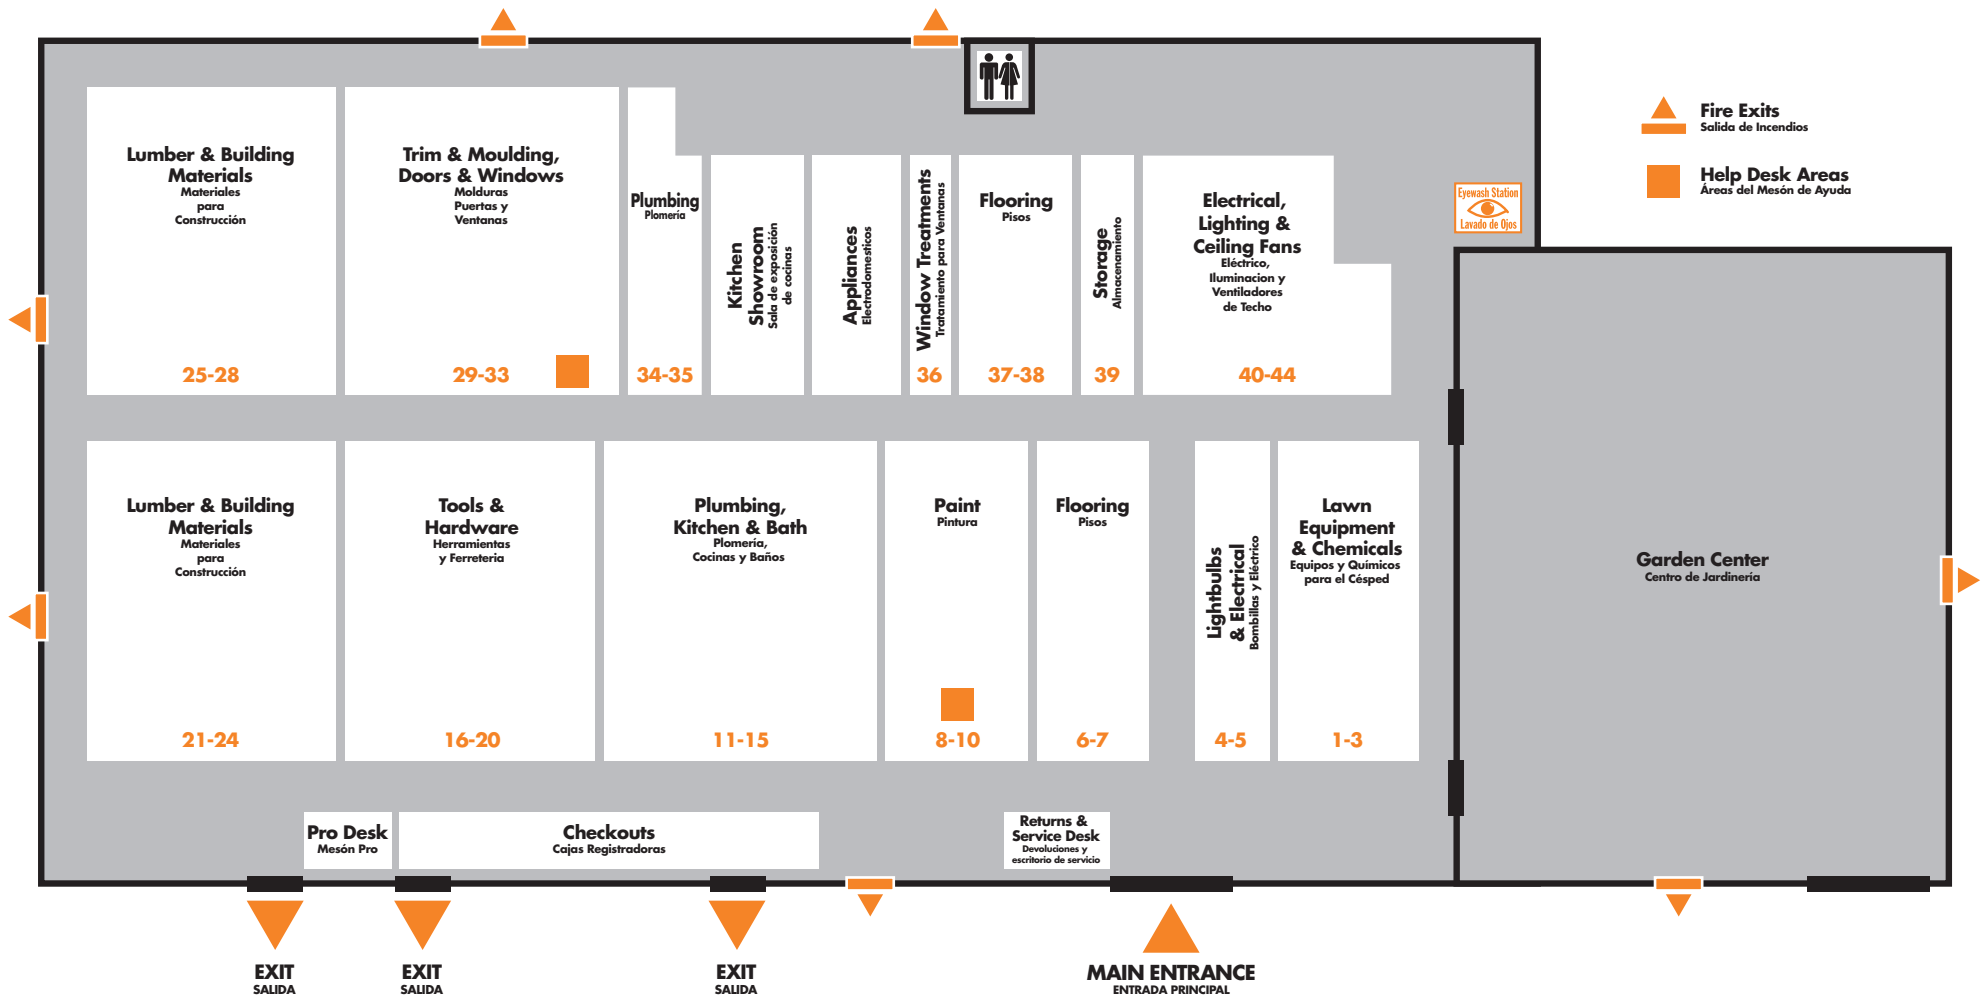 Fire Exits
Salida de Incendios
Help Desk Areas
Áreas del Mesón de Ayuda
Lumber & Building
Materials
Materiales
para
Construcción
25-28
Trim & Moulding,
Doors & Windows
Molduras
Puertas y
Ventanas
29-33
Plumbing
Plomería
34-35
Kitchen
Showroom
Sala de exposición
de cocinas
Appliances
Electrodomesticos
Window Treatments
Tratamiento para Ventanas
36
Flooring
Pisos
37-38
Storage
Almacenamiento
39
Electrical,
Lighting &
Ceiling Fans
Eléctrico,
Iluminacion y
Ventiladores
de Techo
40-44
Eyewash Station
Lavado de Ojos
Lumber & Building
Materials
Materiales
para
Construcción
21-24
Tools &
Hardware
Herramientas
y Ferreteria
16-20
Plumbing,
Kitchen & Bath
Plomería,
Cocinas y Baños
11-15
Paint
Pintura
8-10
Flooring
Pisos
6-7
Lightbulbs
& Electrical
Bombillas y Eléctrico
4-5
Lawn
Equipment
& Chemicals
Equipos y Químicos
para el Césped
1-3
Garden Center
Centro de Jardinería
Pro Desk
Mesón Pro
Checkouts
Cajas Registradoras
Returns &
Service Desk
Devoluciones y
escritorio de servicio
EXIT
SALIDA
EXIT
SALIDA
EXIT
SALIDA
MAIN ENTRANCE
ENTRADA PRINCIPAL